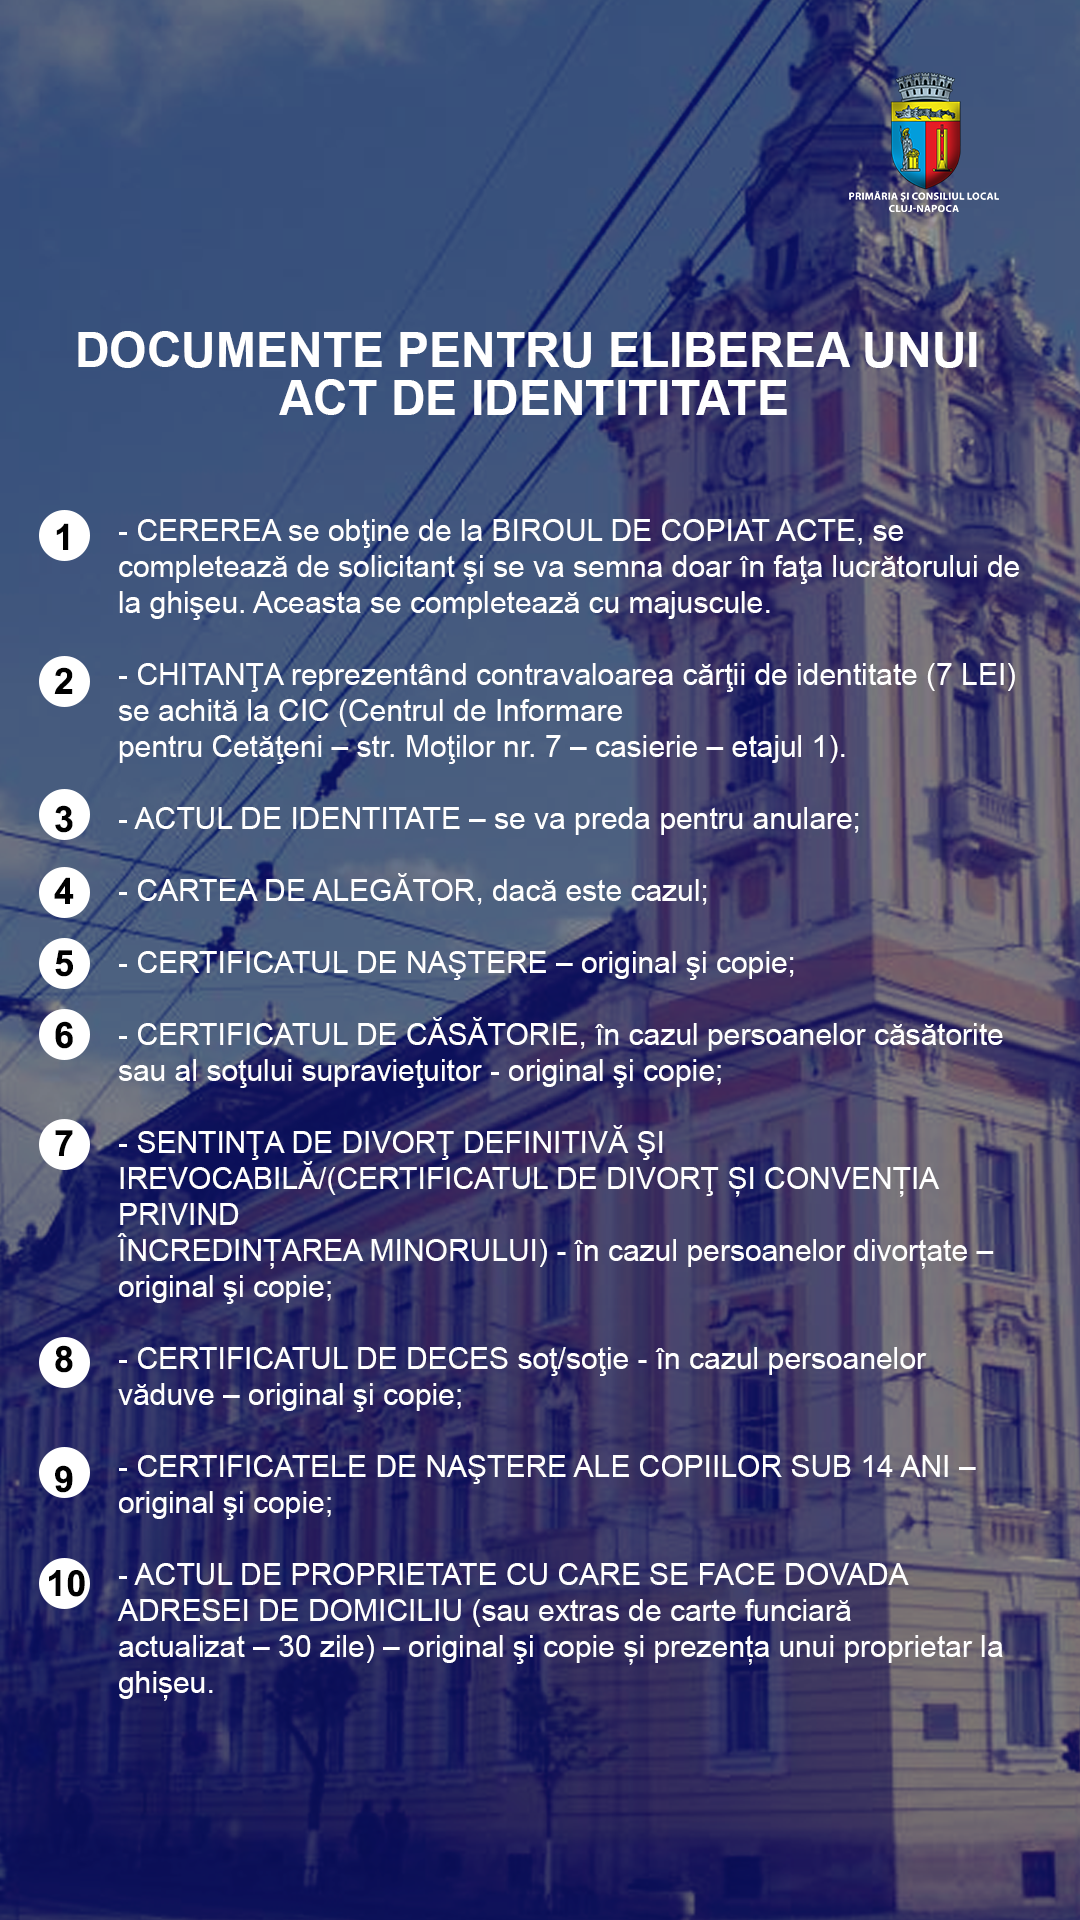 PRIMĂRIA ȘI CONSILIUL LOCAL
CLUJ-NAPOCA
DOCUMENTE PENTRU ELIBEREA UNUI
ACT DE IDENTITITATE
1 - CEREREA se obţine de la BIROUL DE COPIAT ACTE, se
completează de solicitant şi se va semna doar în faţa lucrătorului de
la ghişeu. Aceasta se completează cu majuscule.
2 - CHITANŢA reprezentând contravaloarea cărţii de identitate (7 LEI)
se achită la CIC (Centrul de Informare
pentru Cetăţeni – str. Moţilor nr. 7 – casierie – etajul 1).
3 - ACTUL DE IDENTITATE – se va preda pentru anulare;
4 - CARTEA DE ALEGĂTOR, dacă este cazul;
5 - CERTIFICATUL DE NAŞTERE – original şi copie;
6 - CERTIFICATUL DE CĂSĂTORIE, în cazul persoanelor căsătorite
sau al soţului supravieţuitor - original şi copie;
7 - SENTINŢA DE DIVORŢ DEFINITIVĂ ŞI
IREVOCABILĂ/(CERTIFICATUL DE DIVORŢ ȘI CONVENȚIA
PRIVIND
ÎNCREDINȚAREA MINORULUI) - în cazul persoanelor divorțate –
original şi copie;
8 - CERTIFICATUL DE DECES soţ/soţie - în cazul persoanelor
văduve – original şi copie;
9 - CERTIFICATELE DE NAŞTERE ALE COPIILOR SUB 14 ANI –
original şi copie;
10 - ACTUL DE PROPRIETATE CU CARE SE FACE DOVADA
ADRESEI DE DOMICILIU (sau extras de carte funciară
actualizat – 30 zile) – original şi copie și prezența unui proprietar la
ghișeu.